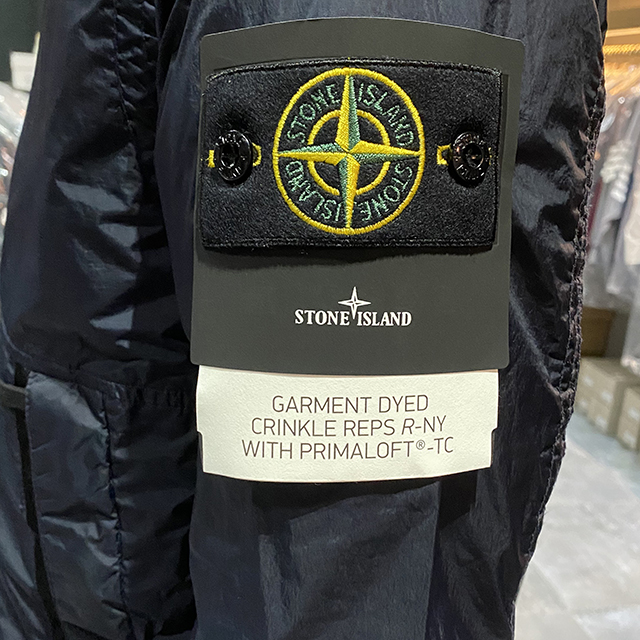 STONE ISLAND
STONE ISLAND
STONE ISLAND
GARMENT DYED
CRINKLE REPS R-NY
WITH PRIMALOFT®-TC